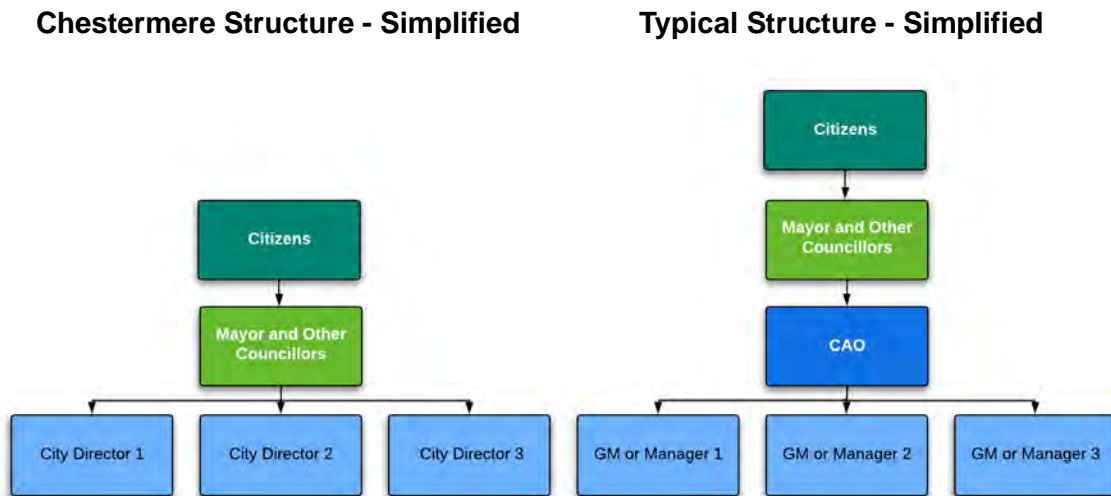 Chestermere Structure - Simplified
Citizens
Mayor and Other
Councillors
City Director 1
City Director 2
City Director 3
Typical Structure - Simplified
Citizens
Mayor and Other
Councillors
CAO
GM or Manager 1
GM or Manager 2
GM or Manager 3